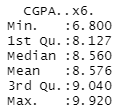 CGPA..x6.
Min.   :6.800
1st Qu.:8.127
Median :8.560
Mean   :8.576
3rd Qu.:9.040
Max.   :9.920